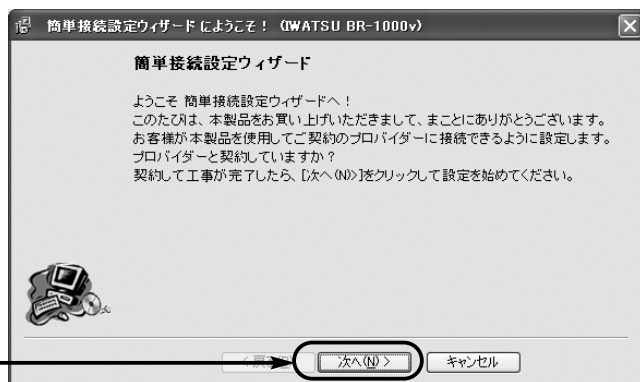 簡単接続設定ウィザード にようこそ! (IWATSU BR-1000v)
簡単接続設定ウィザード
ようこそ 簡単接続設定ウィザードへ!
このたびは、本製品をお買い上げいただきまして、まことにありがとうございます。
お客様が本製品を使用してご契約のプロバイダーに接続できるように設定します。
プロバイダーと契約していますか?
契約して工事が完了したら、[次へ(N)>]をクリックして設定を始めてください。
次へ(N) > キャンセル